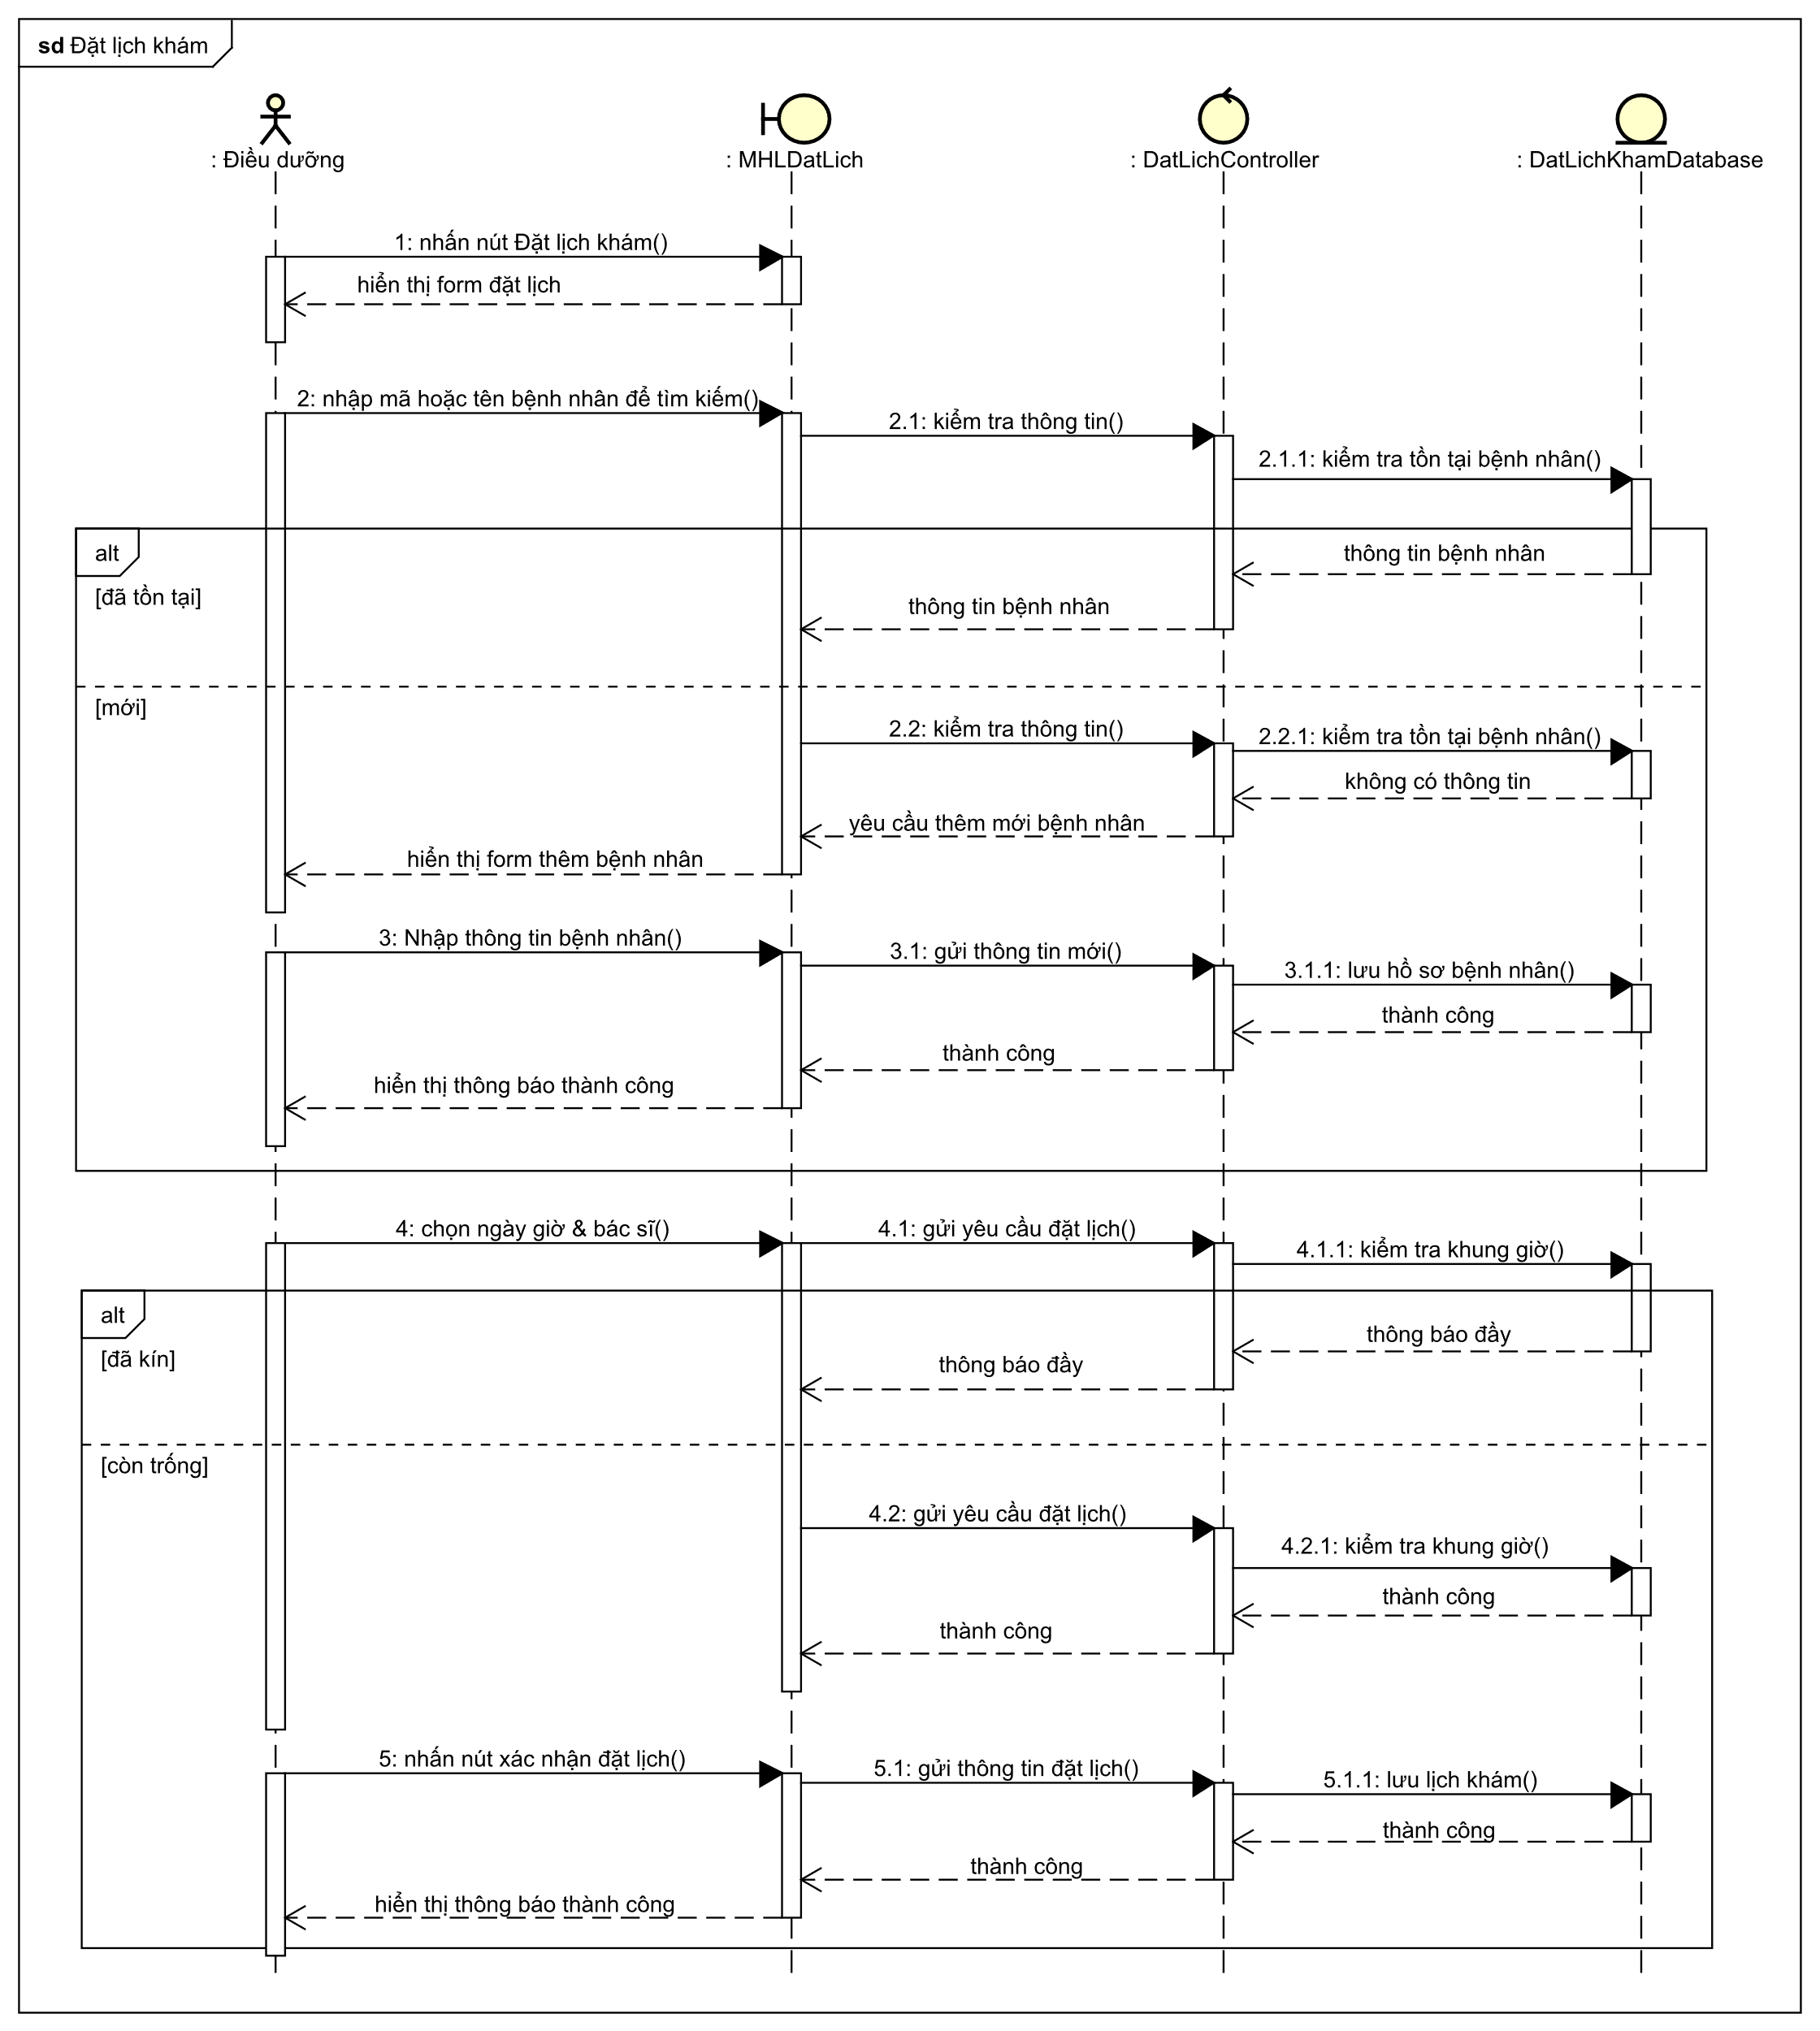 sd Đặt lịch khám
: Điều dưỡng
: MHLDatLich
: DatLichController
: DatLichKhamDatabase
1: nhấn nút Đặt lịch khám()
hiển thị form đặt lịch
2: nhập mã hoặc tên bệnh nhân để tìm kiếm()
2.1: kiểm tra thông tin()
2.1.1: kiểm tra tồn tại bệnh nhân()
alt
thông tin bệnh nhân
[đã tồn tại]
thông tin bệnh nhân
[mới]
2.2: kiểm tra thông tin()
2.2.1: kiểm tra tồn tại bệnh nhân()
không có thông tin
yêu cầu thêm mới bệnh nhân
hiển thị form thêm bệnh nhân
3: Nhập thông tin bệnh nhân()
3.1: gửi thông tin mới()
3.1.1: lưu hồ sơ bệnh nhân()
thành công
thành công
hiển thị thông báo thành công
4: chọn ngày giờ & bác sĩ()
4.1: gửi yêu cầu đặt lịch()
4.1.1: kiểm tra khung giờ()
alt
thông báo đầy
[đã kín]
thông báo đầy
[còn trống]
4.2: gửi yêu cầu đặt lịch()
4.2.1: kiểm tra khung giờ()
thành công
thành công
5: nhấn nút xác nhận đặt lịch()
5.1: gửi thông tin đặt lịch()
5.1.1: lưu lịch khám()
thành công
thành công
hiển thị thông báo thành công